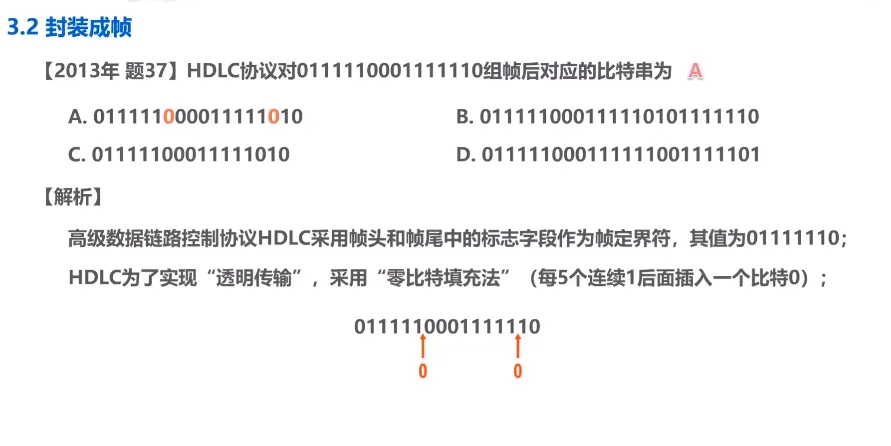 3.2 封装成帧
【2013年 题37】HDLC协议对0111110001111110组帧后对应的比特串为 A
A. 011111000011111010 B. 011111000111110101111110
C. 01111100011111010 D. 011111000111111001111101
【解析】
高级数据链路控制协议HDLC采用帧头和帧尾中的标志字段作为帧定界符，其值为01111110；
HDLC为了实现“透明传输”，采用“零比特填充法”（每5个连续1后面插入一个比特0）；
0111110001111110
0 0